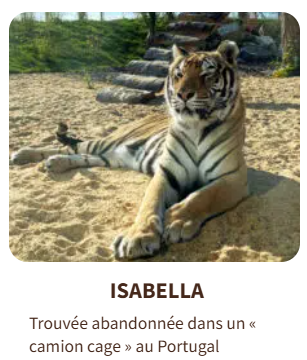 ISABELLA
Trouvée abandonnée dans un «
camion cage » au Portugal